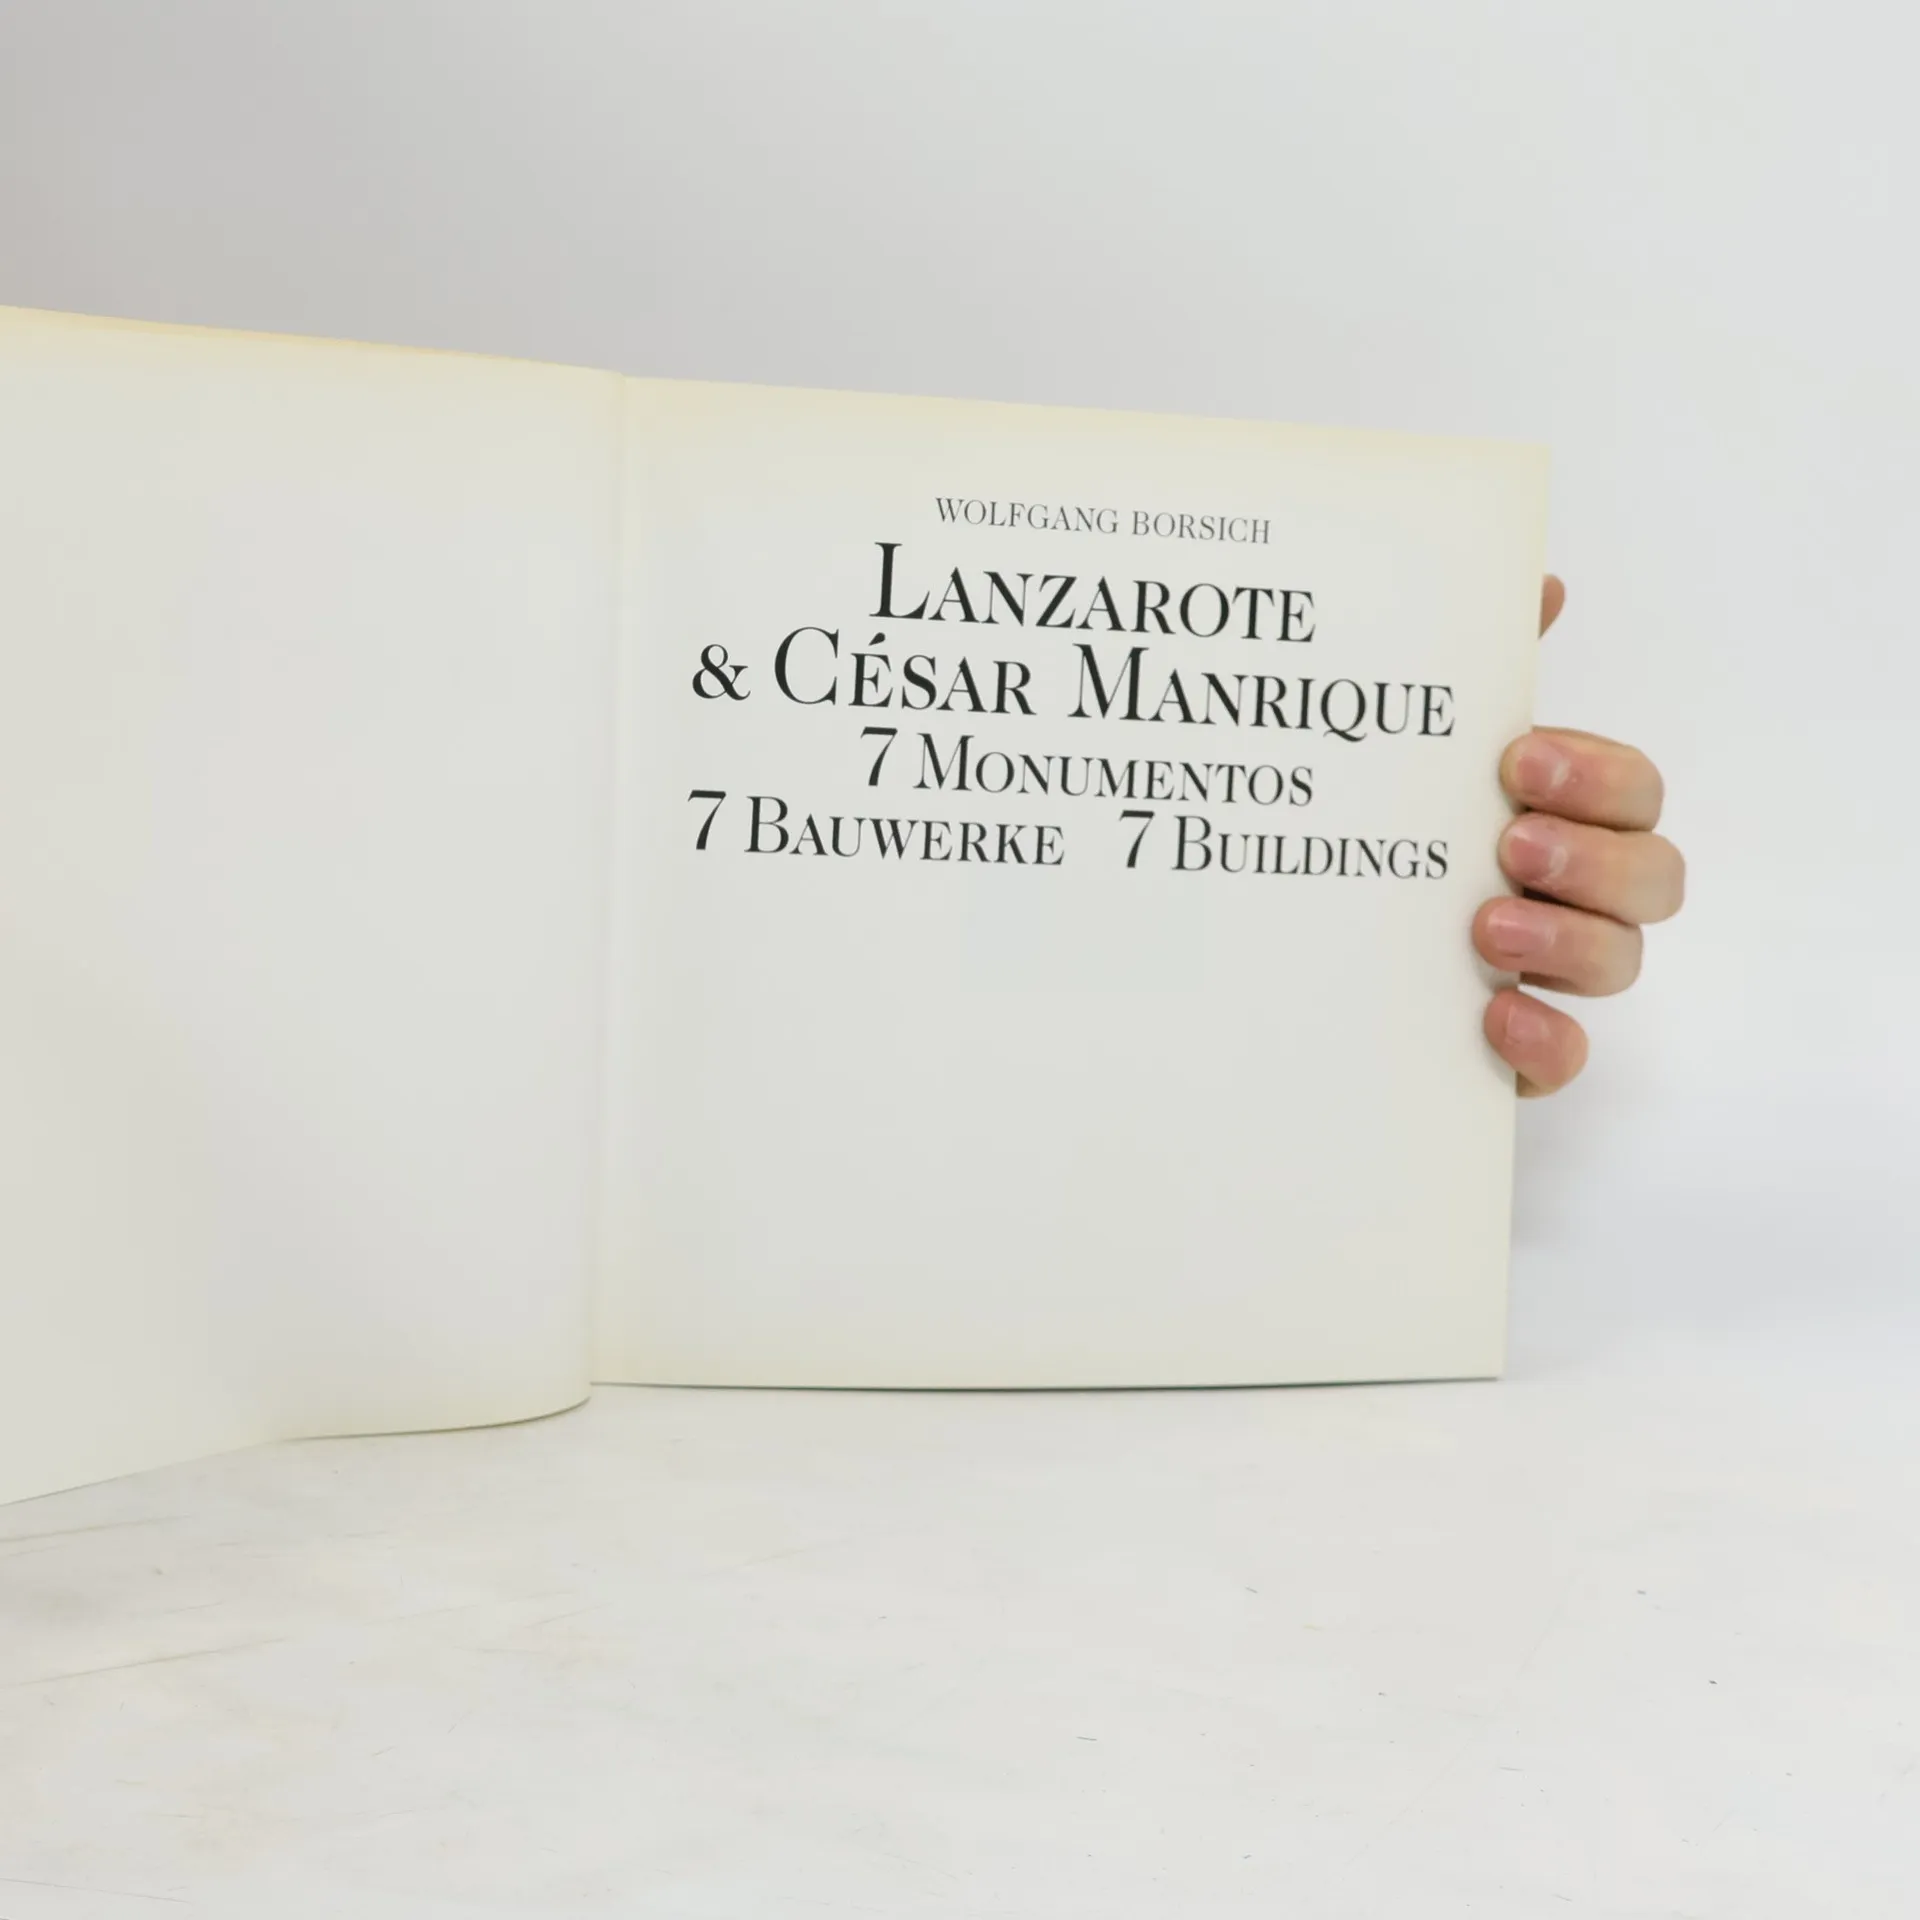 WOLFGANG BORSICH
LANZAROTE
& CÉSAR MANRIQUE
7 MONUMENTOS
7 BAUWERKE 7 BUILDINGS